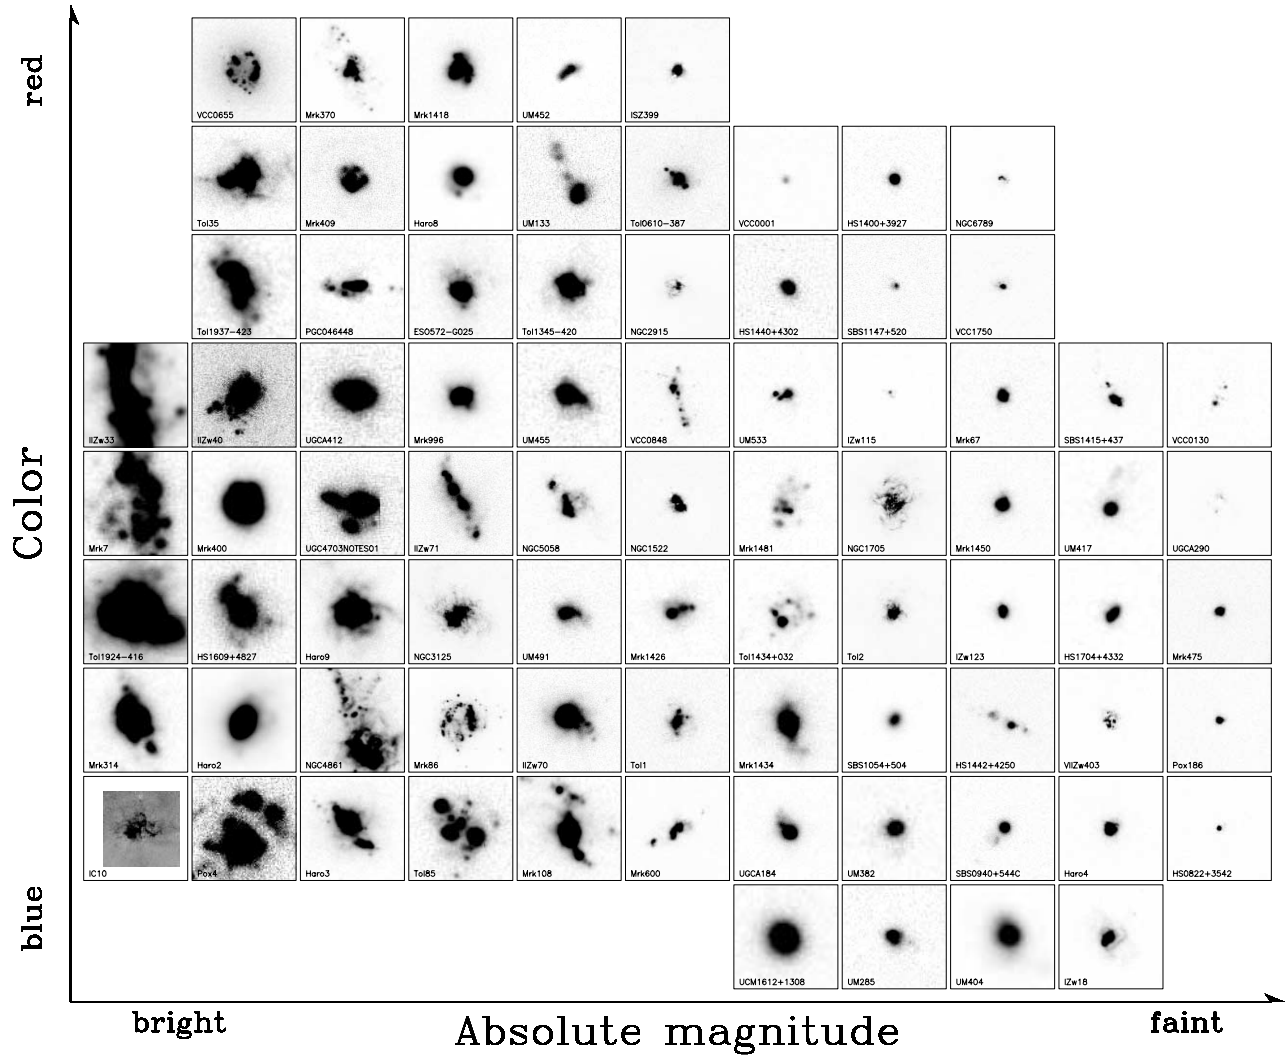 red
VCC0655 Mrk370 Mrk1418 UM452 ISZ399
Tol35 Mrk409 Haro8 UM133 Tol0610-387 VCC0001 HS1400+3927 NGC6789
Tol1937-423 PGC046448 ESO572-G025 Tol1345-420 NGC2915 HS1440+4302 SBS1147+520 VCC1750
IIZw33 IIZw40 UGCA412 Mrk996 UM455 VCC0848 UM533 IZw115 Mrk67 SBS1415+437 VCC0130
Color
Mrk7 Mrk400 UGC4703NOTES01 IIZw71 NGC5058 NGC1522 Mrk1481 NGC1705 Mrk1450 UM417 UGCA290
Tol1924-416 HS1609+4827 Haro9 NGC3125 UM491 Mrk1426 Tol1434+032 Tol2 IZw123 HS1704+4332 Mrk475
Mrk314 Haro2 NGC4861 Mrk86 IIZw70 Tol1 Mrk1434 SBS1054+504 HS1442+4250 VIIZw403 Pox186
IC10 Pox4 Haro3 Tol85 Mrk108 Mrk600 UGCA184 UM382 SBS0940+544C Haro4 HS0822+3542
blue
UCM1612+1308 UM285 UM404 IZw18
bright Absolute magnitude faint